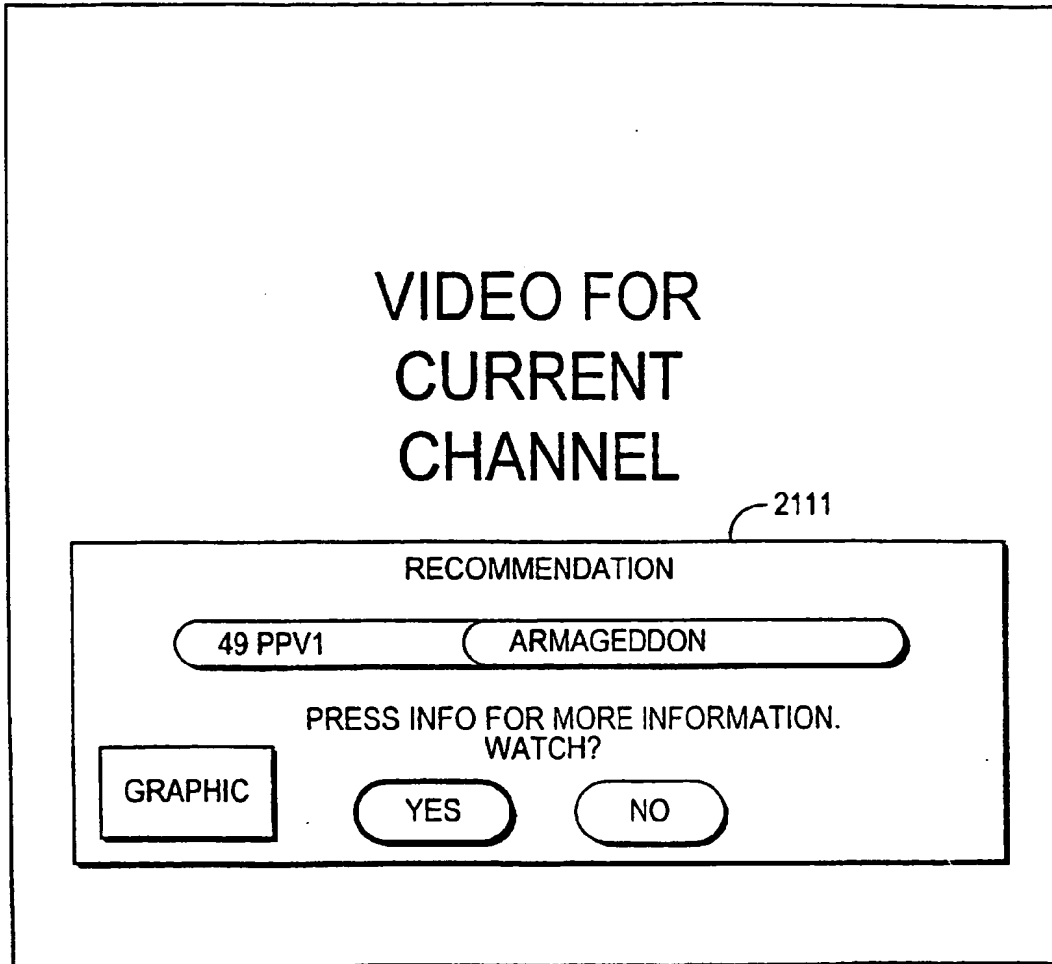 VIDEO FOR
CURRENT
CHANNEL
2111
RECOMMENDATION
49 PPV1 ARMAGEDDON
PRESS INFO FOR MORE INFORMATION.
WATCH?
GRAPHIC YES NO